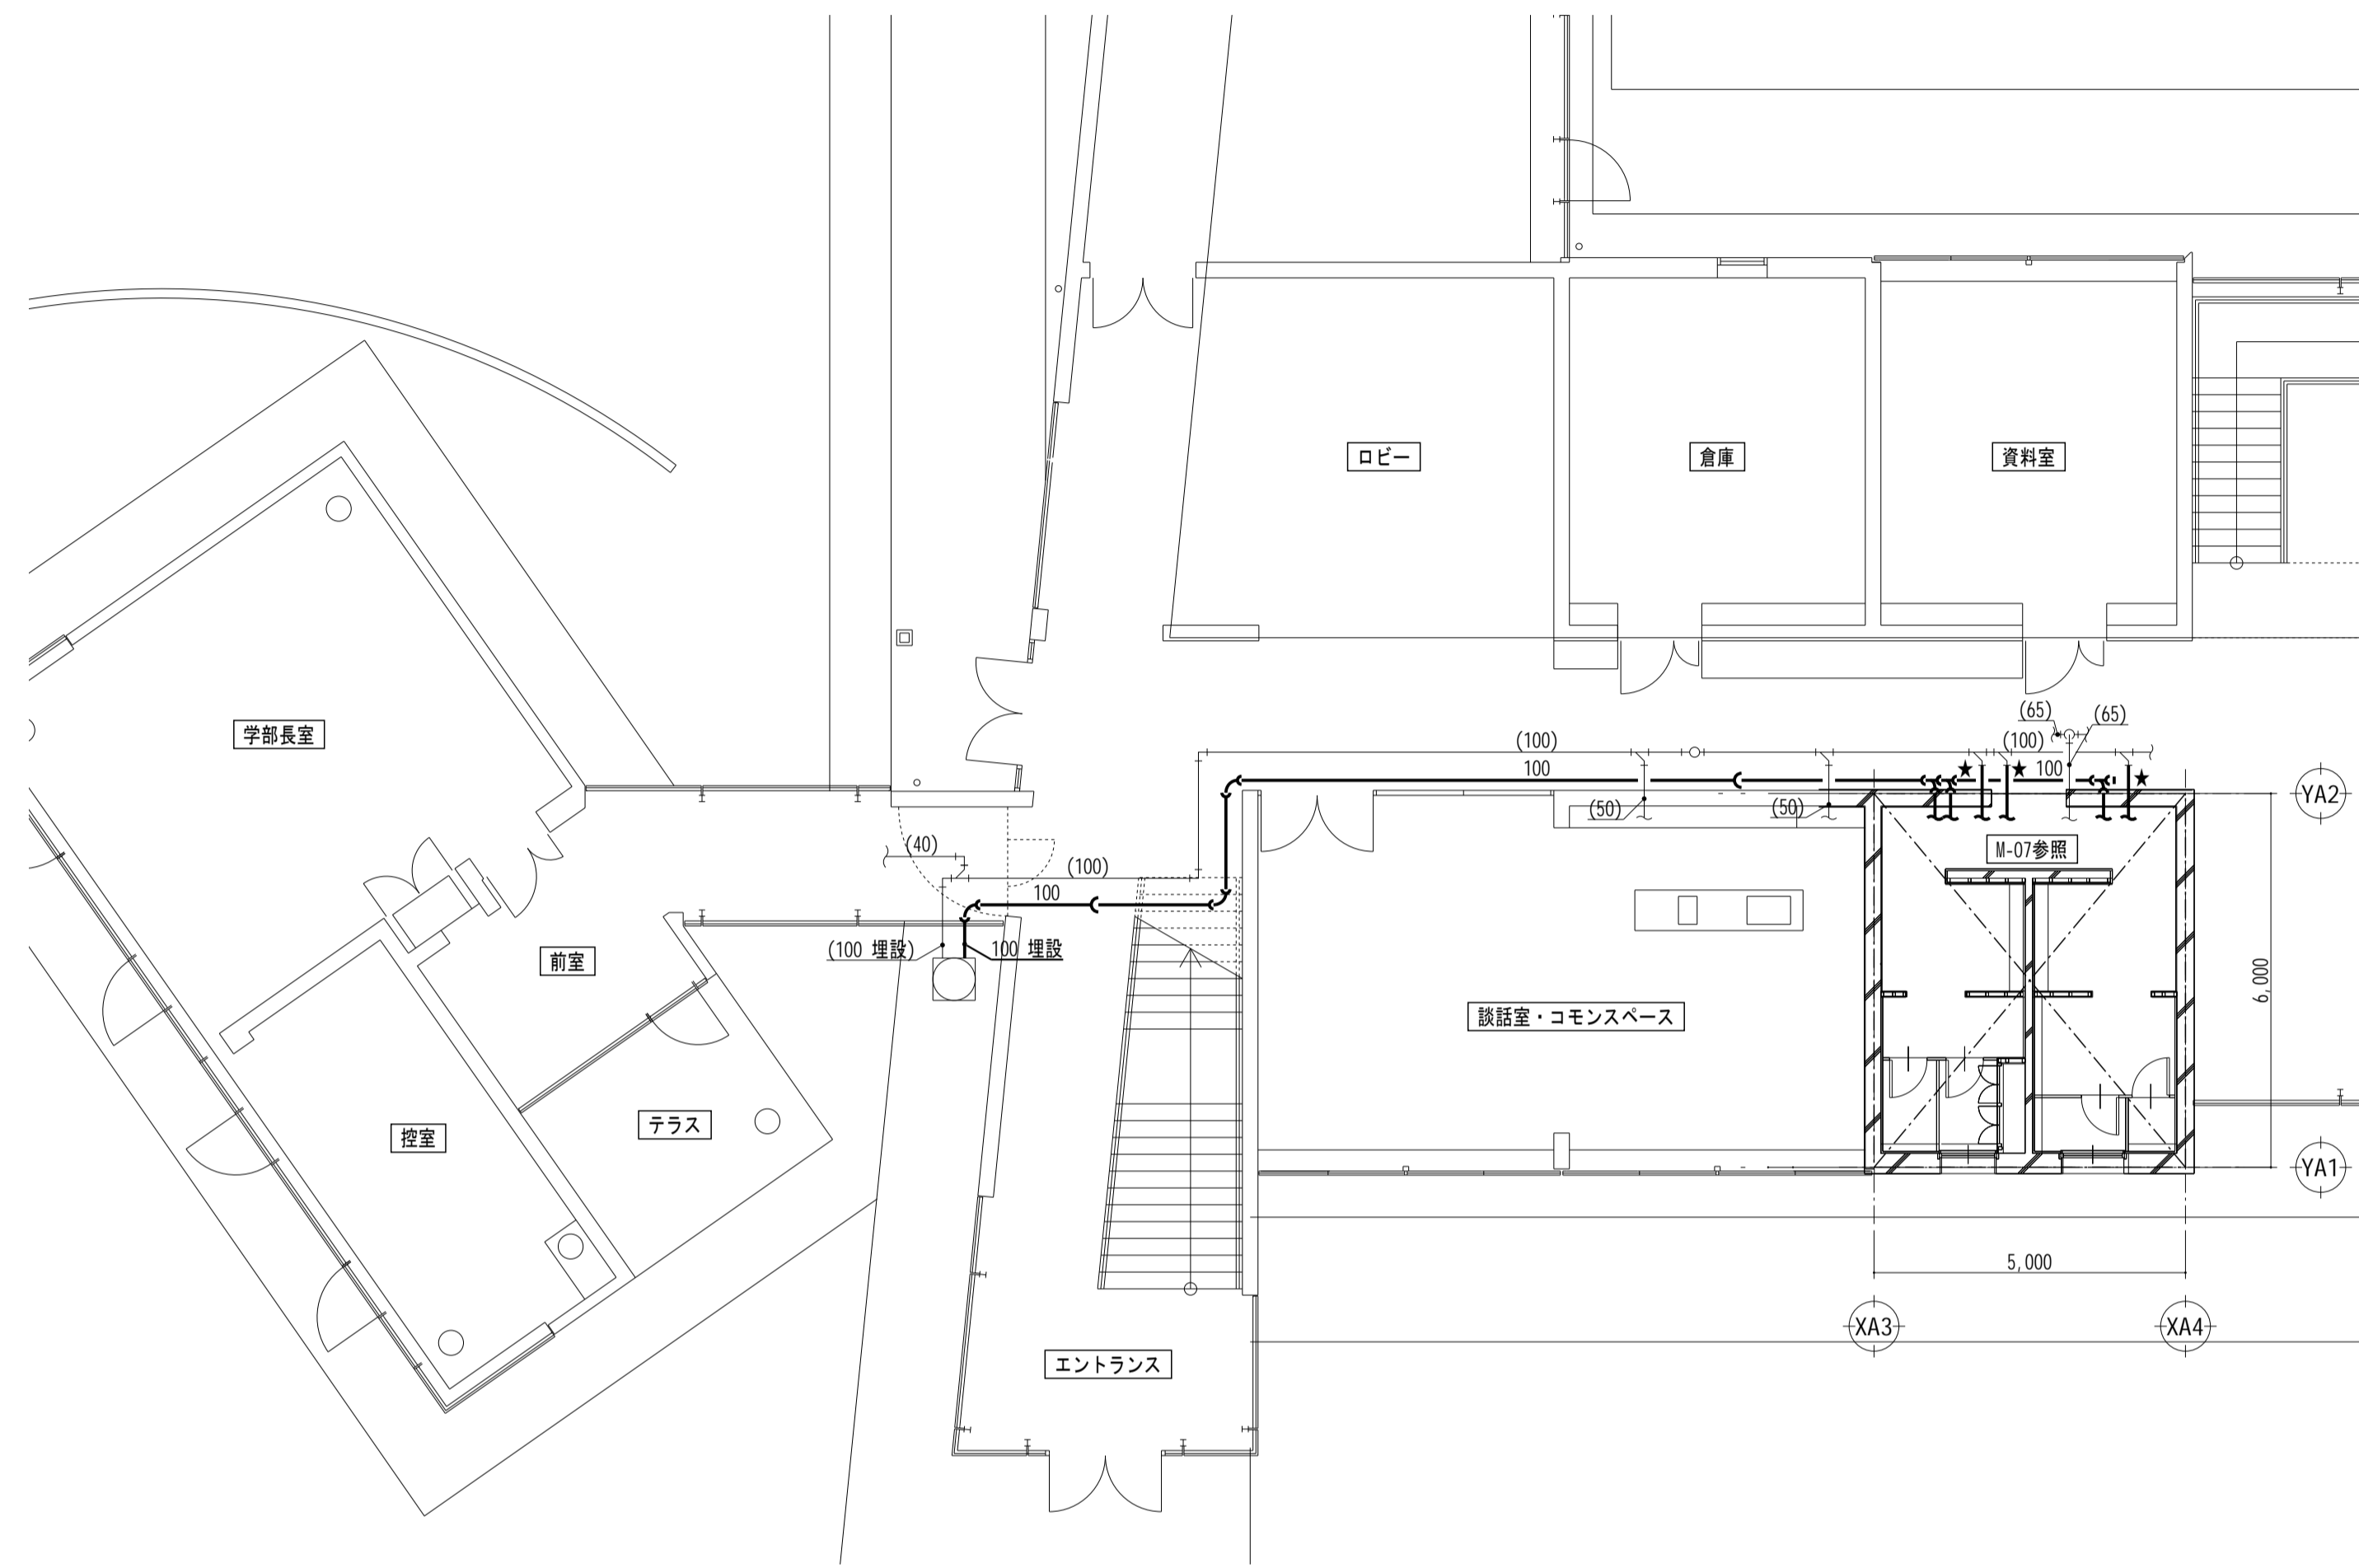 ロビー
倉庫
資料室
学部長室
(65)
(65)
(100)
(100)
100
★
★
100
★
YA2
(50)
(50)
(40)
(100)
100
M-07参照
(100 埋設)
100 埋設
前室
6,000
談話室・コモンスペース
テラス
控室
YA1
5,000
XA3
XA4
エントランス